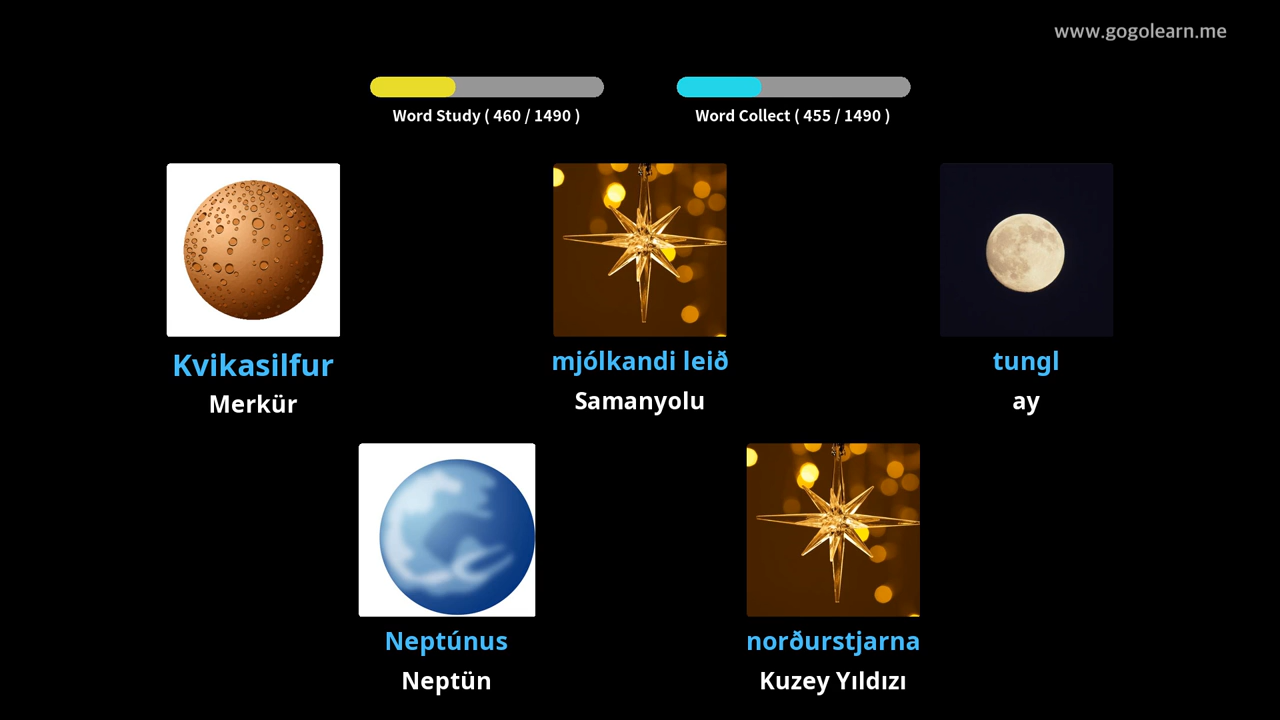 www.gogolearn.me
Word Study ( 460 / 1490 )
Word Collect ( 455 / 1490 )
Kvikasilfur
Merkür
mjólkandi leið
Samanyolu
tungl
ay
Neptúnus
Neptün
norðurstjarna
Kuzey Yıldızı